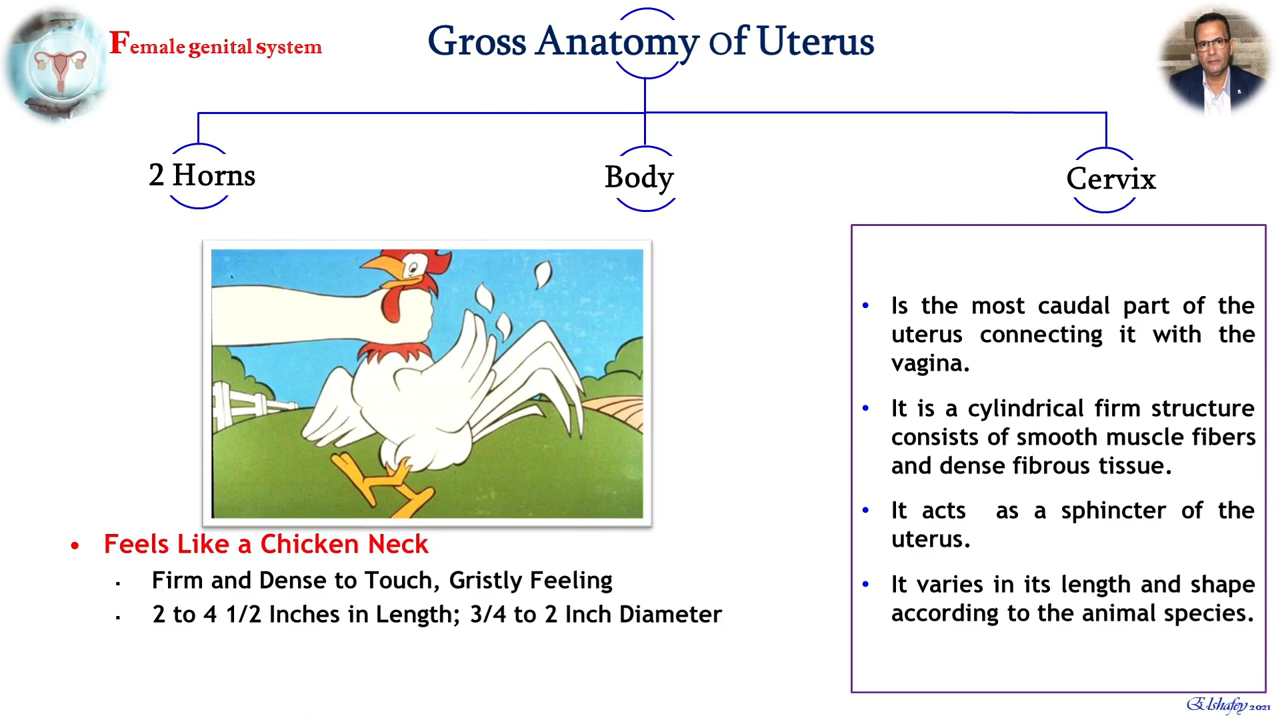 Female genital system
Gross Anatomy Of Uterus
2 Horns
Body
Cervix
• Feels Like a Chicken Neck
▪ Firm and Dense to Touch, Gristly Feeling
▪ 2 to 4 1/2 Inches in Length; 3/4 to 2 Inch Diameter
• Is the most caudal part of the
uterus connecting it with the
vagina.
• It is a cylindrical firm structure
consists of smooth muscle fibers
and dense fibrous tissue.
• It acts as a sphincter of the
uterus.
• It varies in its length and shape
according to the animal species.
Elshafey 2021